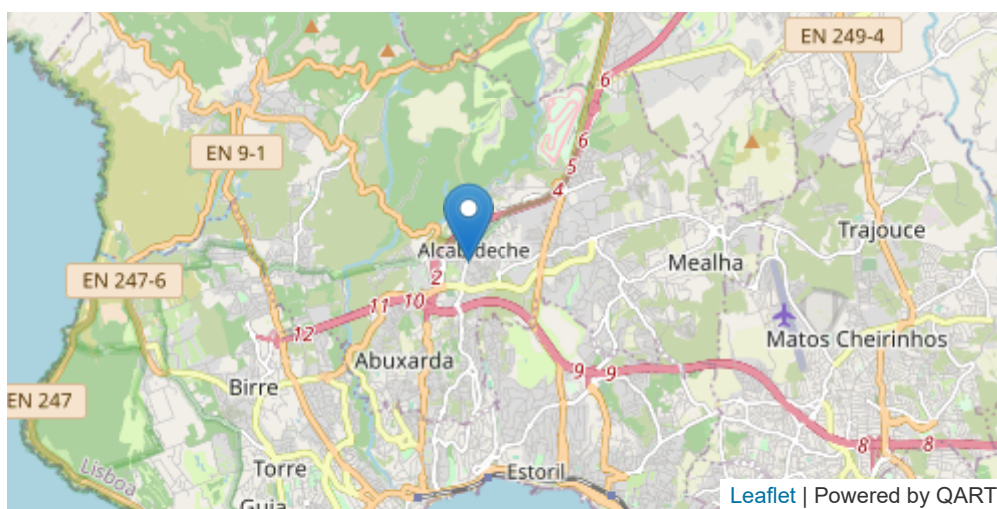 EN 249-4
6
EN 9-1
6
5
4
Alcabideche
Trajouce
Mealha
EN 247-6
2
11
10
12
Matos Cheirinhos
Abuxarda
9
9
Birre
EN 247
8
8
Lisboa
Torre
Estoril
Guia
Leaflet | Powered by QART